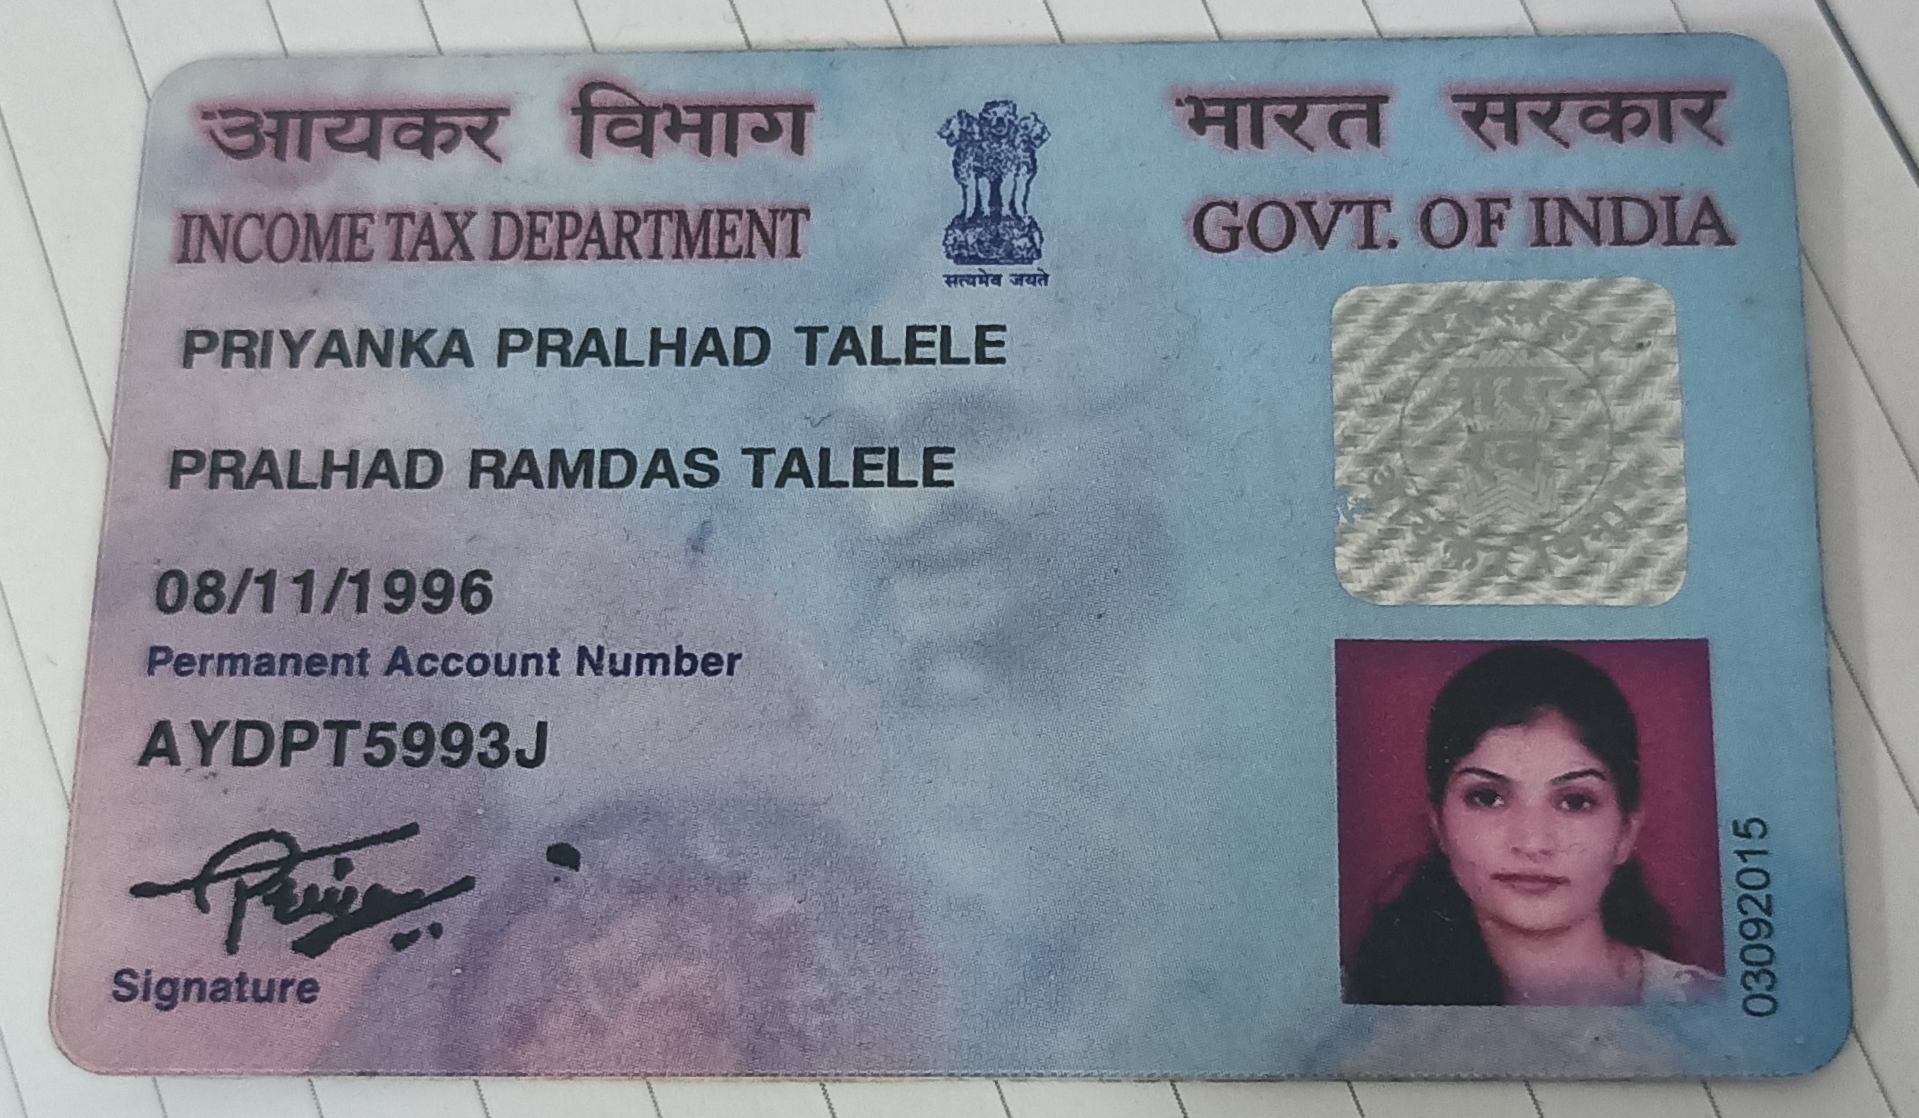 आयकर विभाग
INCOME TAX DEPARTMENT
सत्यमेव जयते
भारत सरकार
GOVT. OF INDIA
PRIYANKA PRALHAD TALELE
PRALHAD RAMDAS TALELE
08/11/1996
Permanent Account Number
AYDPT5993J
Signature
03092015